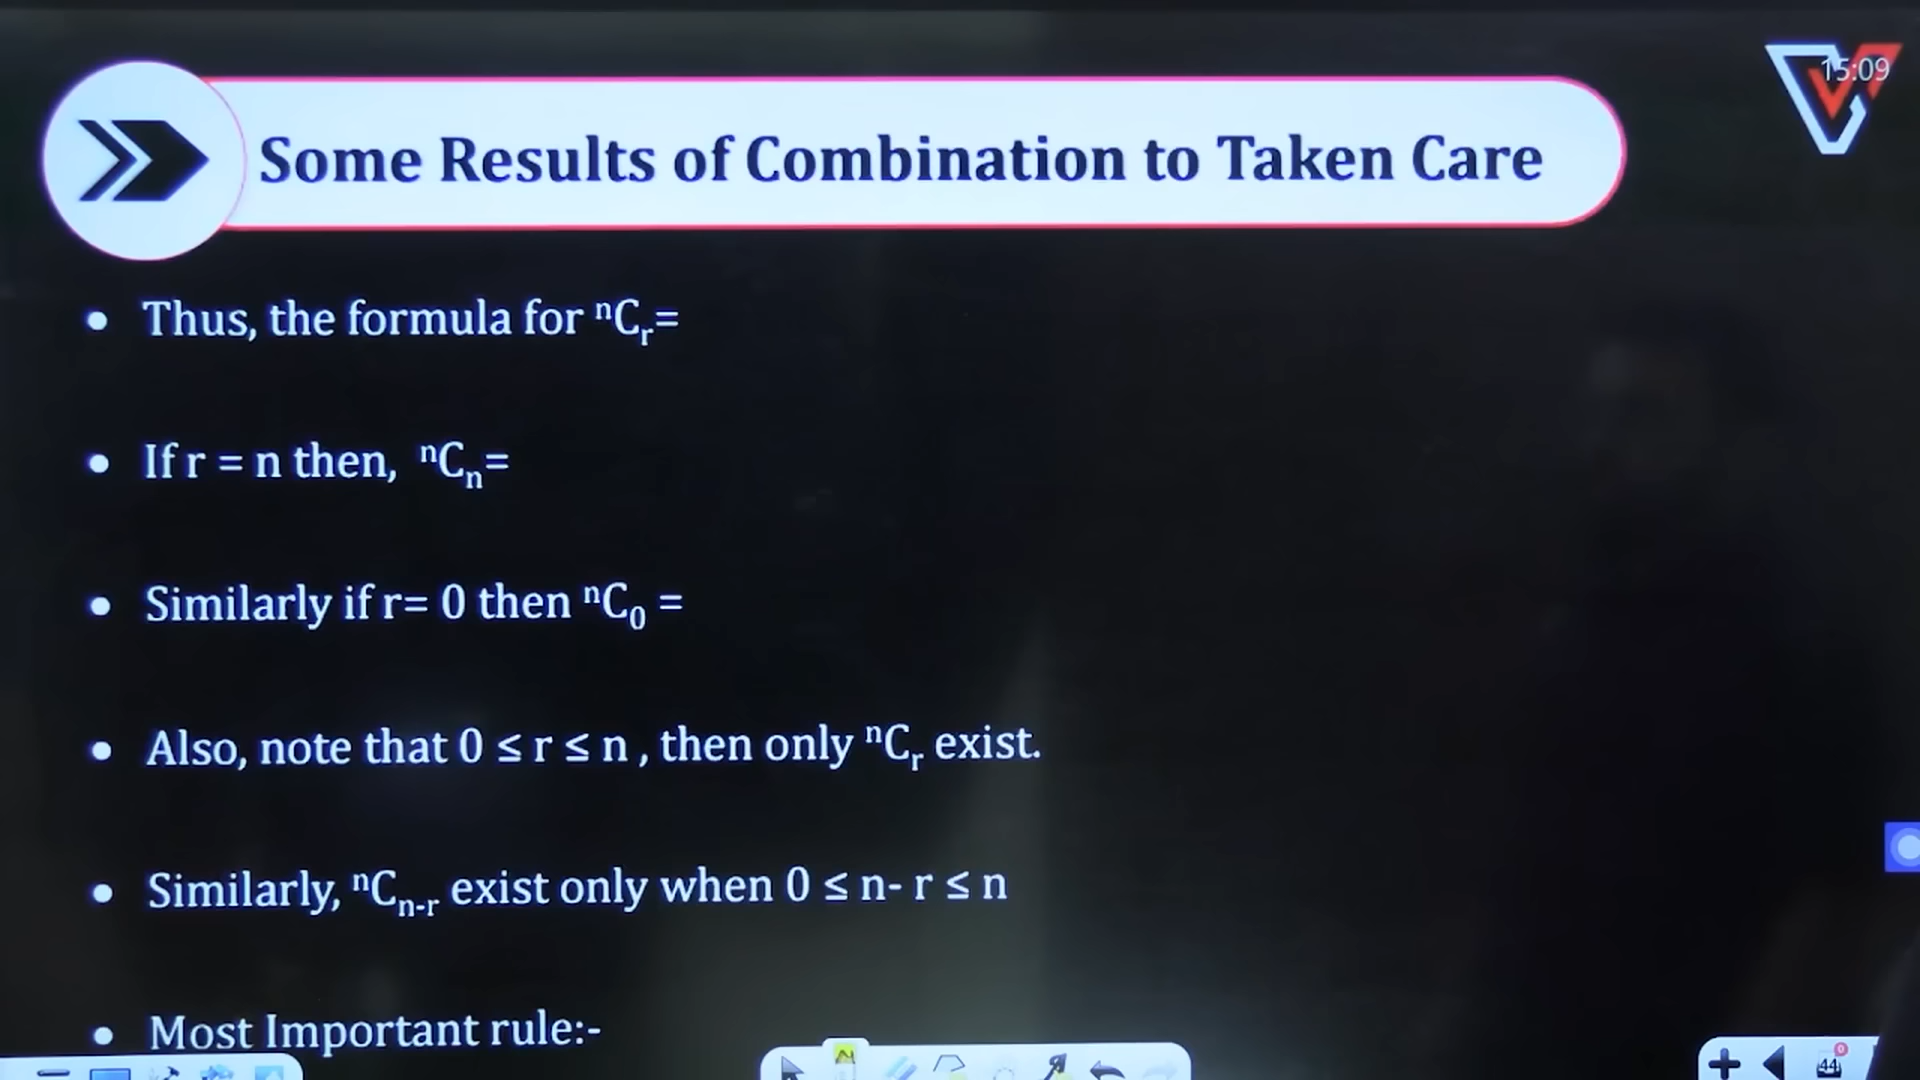 15:09
Some Results of Combination to Taken Care
• Thus, the formula for ⁿCᵣ=
• If r = n then, ⁿCₙ=
• Similarly if r= 0 then ⁿC₀ =
• Also, note that 0 ≤ r ≤ n , then only ⁿCᵣ exist.
• Similarly, ⁿCₙ₋ᵣ exist only when 0 ≤ n- r ≤ n
• Most Important rule:-
0
44